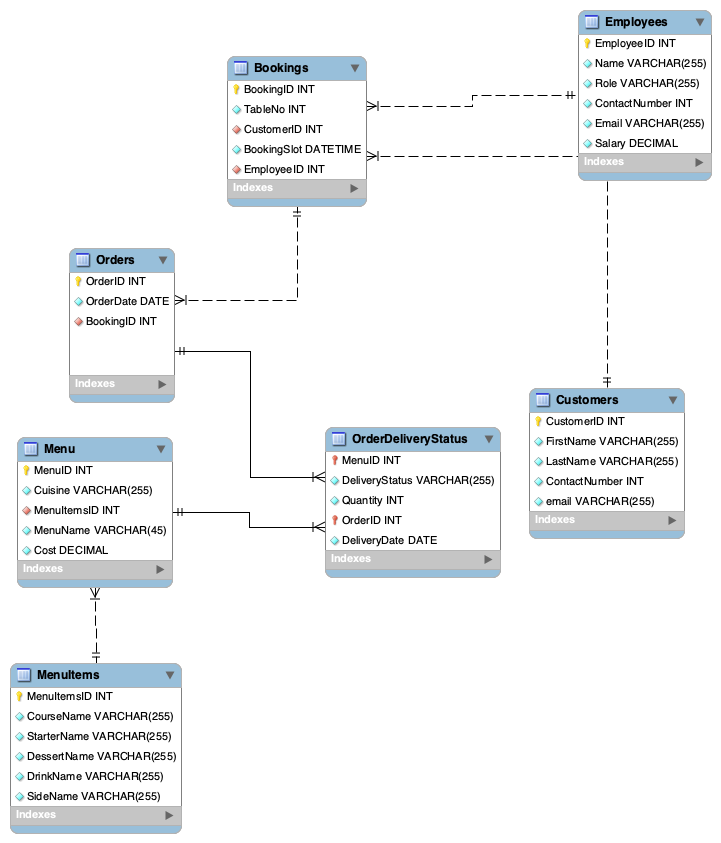 Employees
EmployeeID INT
Name VARCHAR(255)
Role VARCHAR(255)
ContactNumber INT
Email VARCHAR(255)
Salary DECIMAL
Indexes
Bookings
BookingID INT
TableNo INT
CustomerID INT
BookingSlot DATETIME
EmployeeID INT
Indexes
Orders
OrderID INT
OrderDate DATE
BookingID INT
Indexes
Customers
CustomerID INT
FirstName VARCHAR(255)
LastName VARCHAR(255)
ContactNumber INT
email VARCHAR(255)
Indexes
Menu
MenuID INT
Cuisine VARCHAR(255)
MenuItemsID INT
MenuName VARCHAR(45)
Cost DECIMAL
Indexes
OrderDeliveryStatus
MenuID INT
DeliveryStatus VARCHAR(255)
Quantity INT
OrderID INT
DeliveryDate DATE
Indexes
MenuItems
MenuItemsID INT
CourseName VARCHAR(255)
StarterName VARCHAR(255)
DessertName VARCHAR(255)
DrinkName VARCHAR(255)
SideName VARCHAR(255)
Indexes